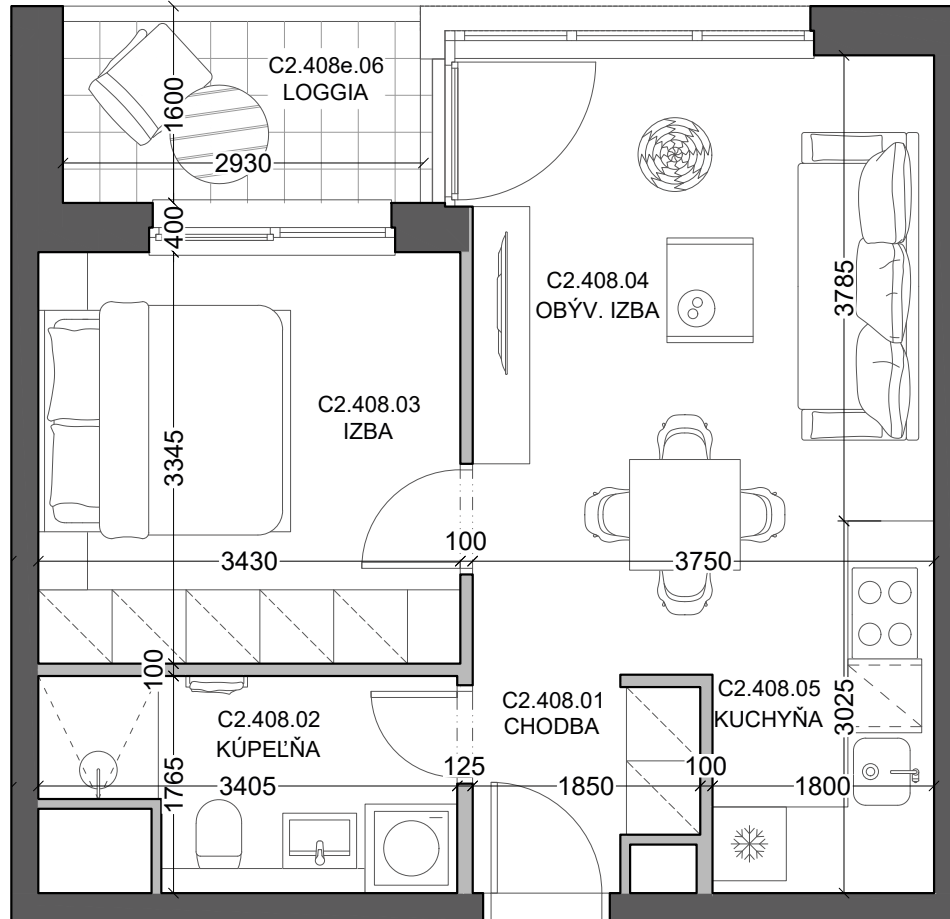 C2.408e.06
LOGGIA
1600
2930
400
C2.408.04
OBÝV. IZBA
3785
C2.408.03
IZBA
3345
3430
100
3750
100
C2.408.02
KÚPEĽŇA
C2.408.01
CHODBA
C2.408.05
KUCHYŇA
3025
1765
3405
125
1850
100
1800